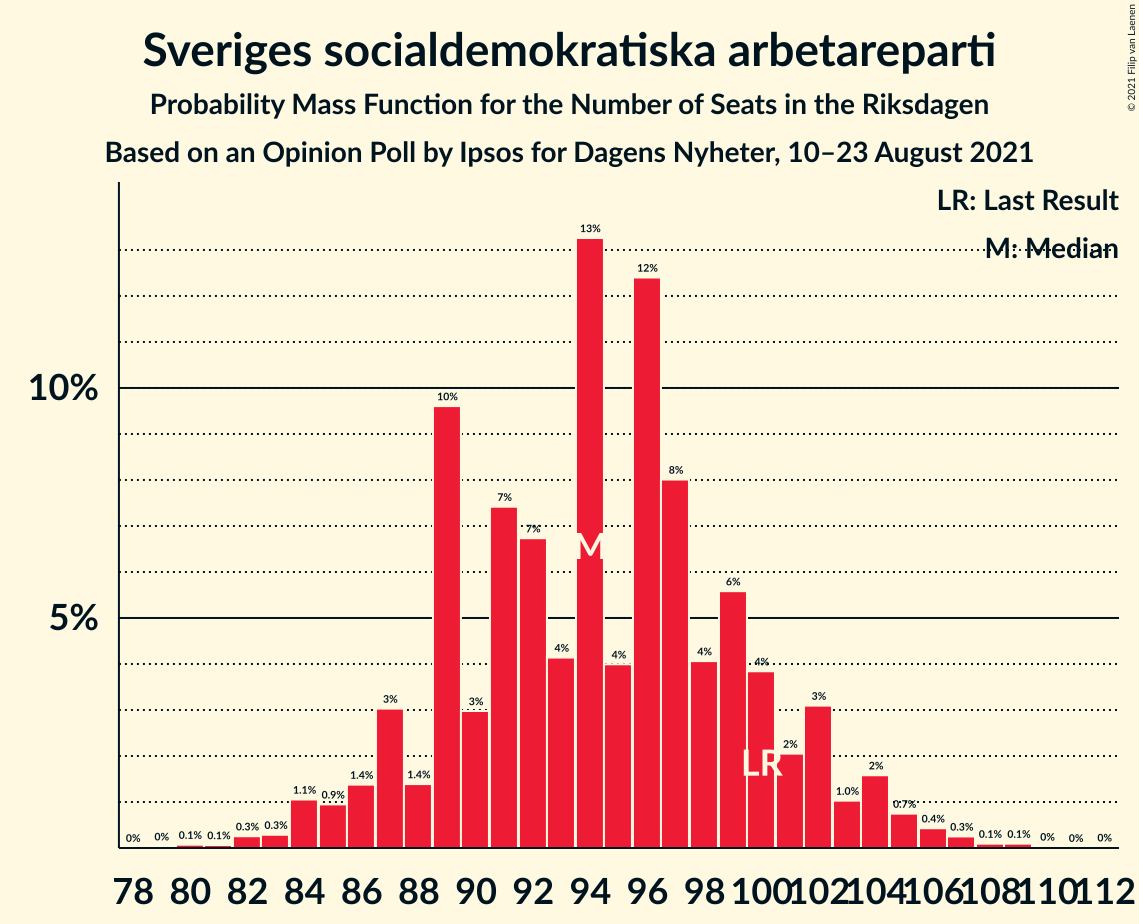 Sveriges socialdemokratiska arbetareparti
Probability Mass Function for the Number of Seats in the Riksdagen
Based on an Opinion Poll by Ipsos for Dagens Nyheter, 10–23 August 2021
© 2021 Filip van Laenen
LR: Last Result
M: Median
10%
5%
0% 0% 0.1% 0.1% 0.3% 0.3% 1.1% 0.9% 1.4% 3% 1.4% 10% 3% 7% 7% 4% 13% 4% 12% 8% 4% 6% 4% 2% 3% 1.0% 2% 0.7% 0.4% 0.3% 0.1% 0.1% 0% 0% 0%
M
LR
78 80 82 84 86 88 90 92 94 96 98 100 102 104 106 108 110 112